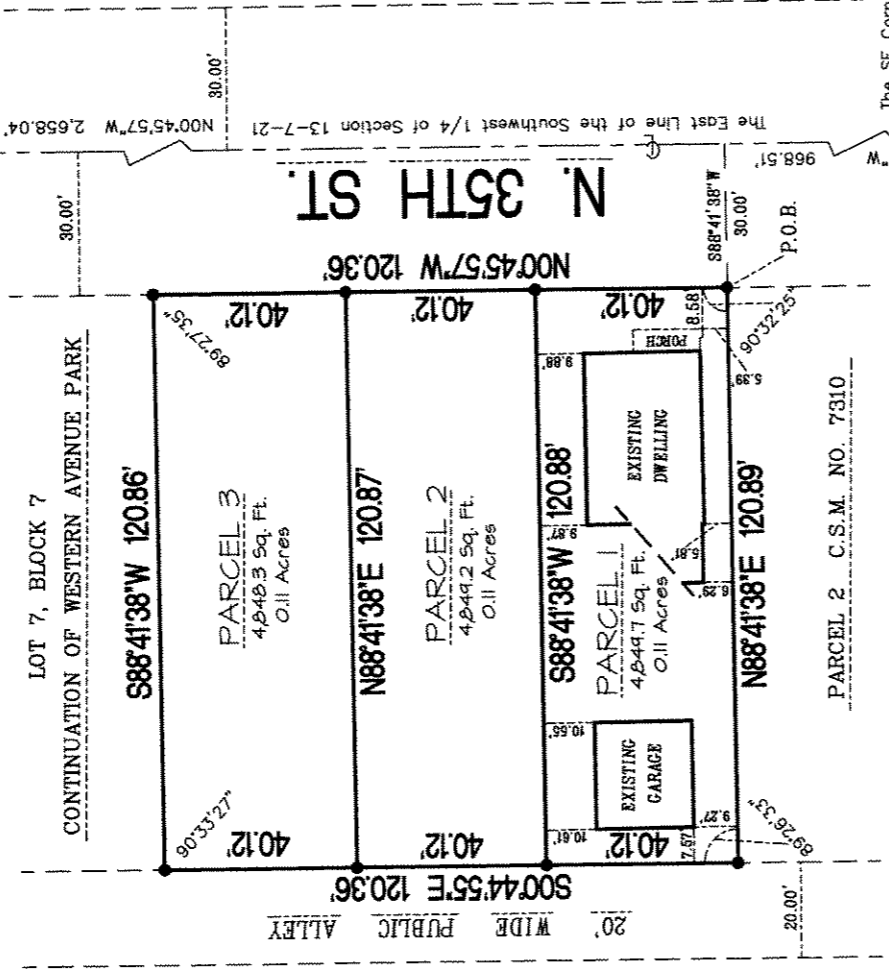 LOT 7, BLOCK 7
CONTINUATION OF WESTERN AVENUE PARK
30.00'
30.00'
N00°45'57"W 2,658.04'
The East Line of the Southwest 1/4 of Section 13-7-21
968.51'
"W
The SE Corn
N. 35TH ST.
N00°45'57"W 120.36'
S88°41'38"W
30.00'
P.O.B.
S88°41'38"W 120.86'
89°27'35"
90°33'27"
40.12'
40.12'
PARCEL 3
4,848.3 Sq. Ft.
0.11 Acres
N88°41'38"E 120.87'
40.12'
40.12'
PARCEL 2
4,849.2 Sq. Ft.
0.11 Acres
S88°41'38"W 120.88'
40.12'
40.12'
PARCEL 1
4,849.7 Sq. Ft.
0.11 Acres
9.88'
9.87'
8.58'
PORCH
EXISTING
DWELLING
5.39'
5.81'
6.29'
90°32'25"
10.55'
10.61'
EXISTING
GARAGE
7.57'
9.27'
89°26'33"
N88°41'38"E 120.89'
PARCEL 2 C.S.M. NO. 7310
S00°44'55"E 120.36'
20' WIDE PUBLIC ALLEY
20.00'